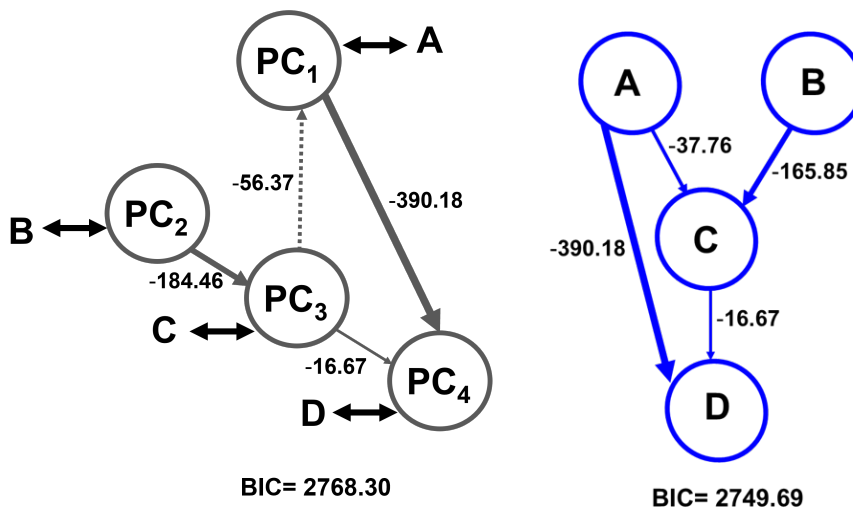 PC1
A
-56.37
-390.18
B
PC2
-184.46
PC3
C
-16.67
PC4
D
BIC= 2768.30
A
B
-37.76
-165.85
C
-390.18
-16.67
D
BIC= 2749.69